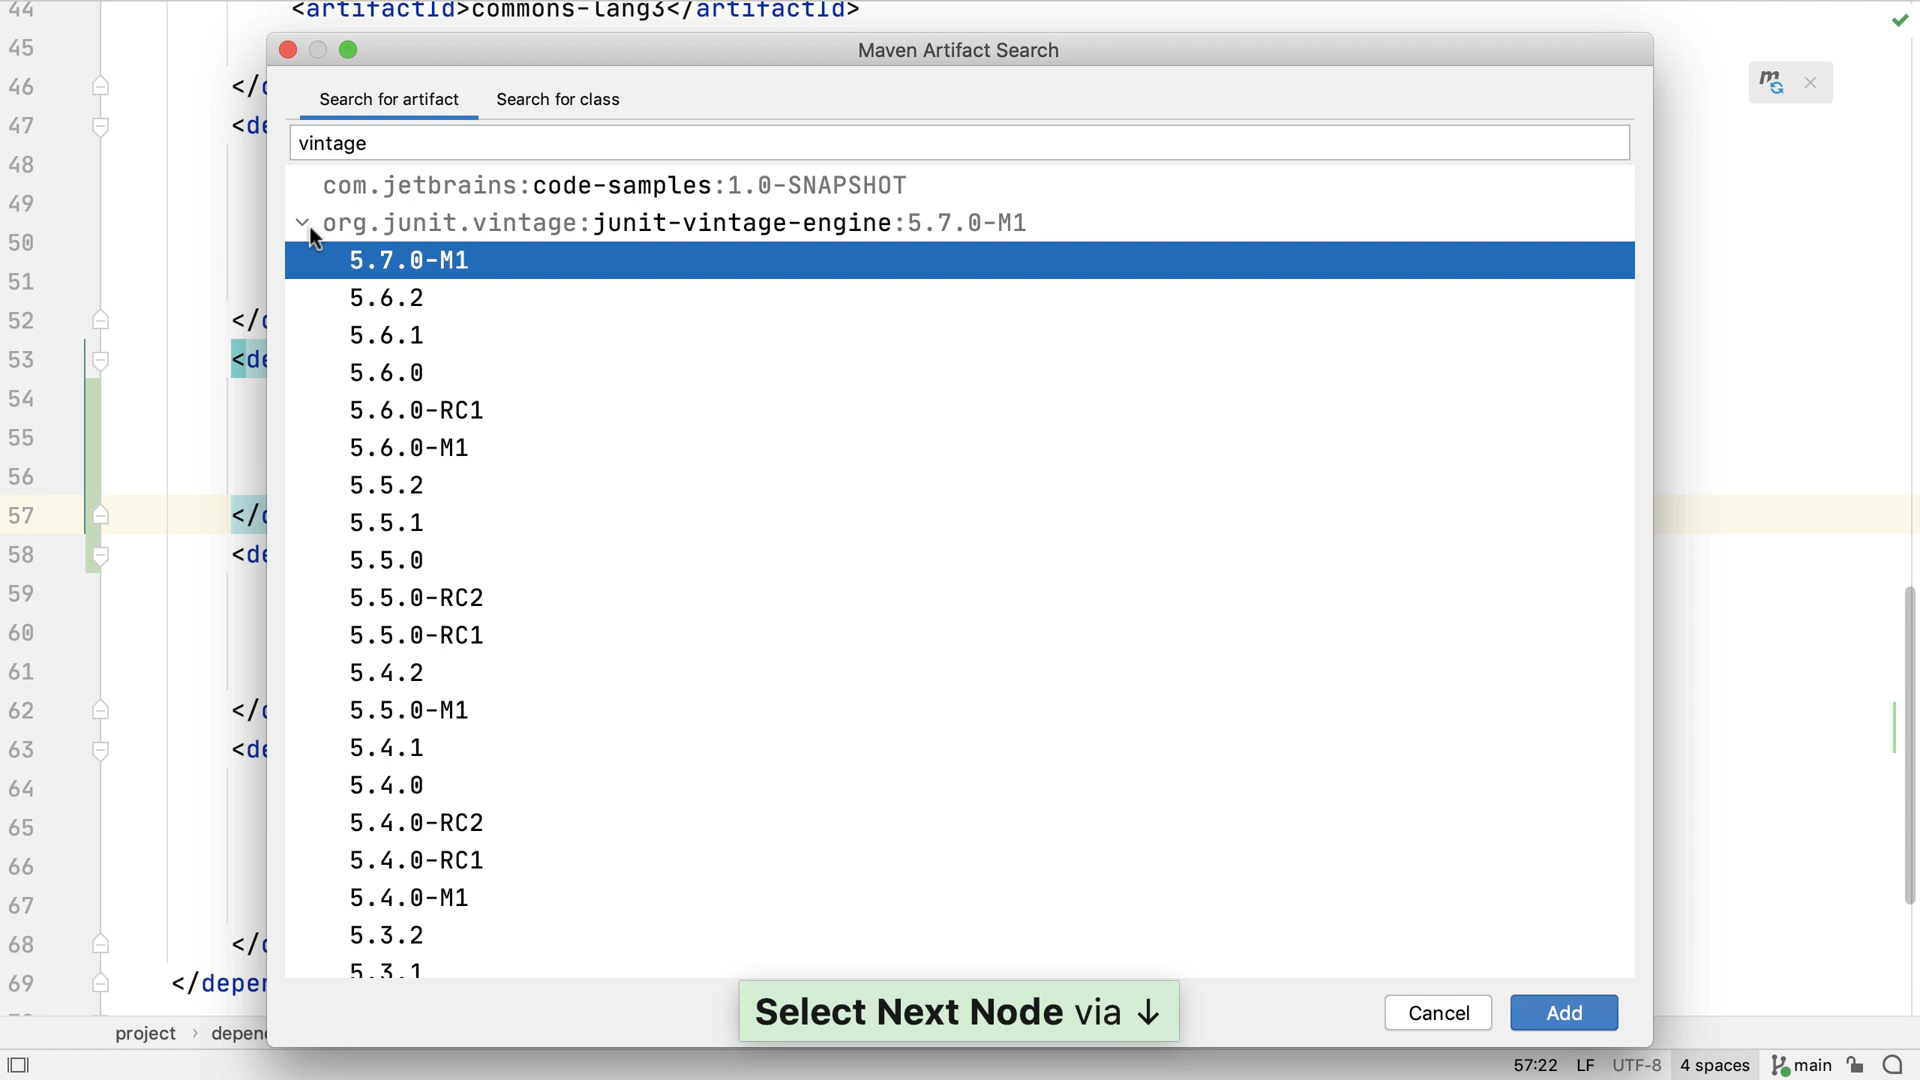 44 <artifactId>commons-lang3</artifactId>
45
Maven Artifact Search
46 </d
Search for artifact Search for class
47 <de
vintage
48
com.jetbrains:code-samples:1.0-SNAPSHOT
49
org.junit.vintage:junit-vintage-engine:5.7.0-M1
50
5.7.0-M1
51
5.6.2
52 </d
5.6.1
53 <de
5.6.0
54
5.6.0-RC1
55
5.6.0-M1
56
5.5.2
57 </d
5.5.1
58 <de
5.5.0
59
5.5.0-RC2
60
5.5.0-RC1
61
5.4.2
62 </d
5.5.0-M1
63 <de
5.4.1
64
5.4.0
65
5.4.0-RC2
66
5.4.0-RC1
67
5.4.0-M1
68 </d
5.3.2
69 </deper
5.3.1
Select Next Node via ↓
Cancel Add
project › depend
57:22 LF UTF-8 4 spaces main